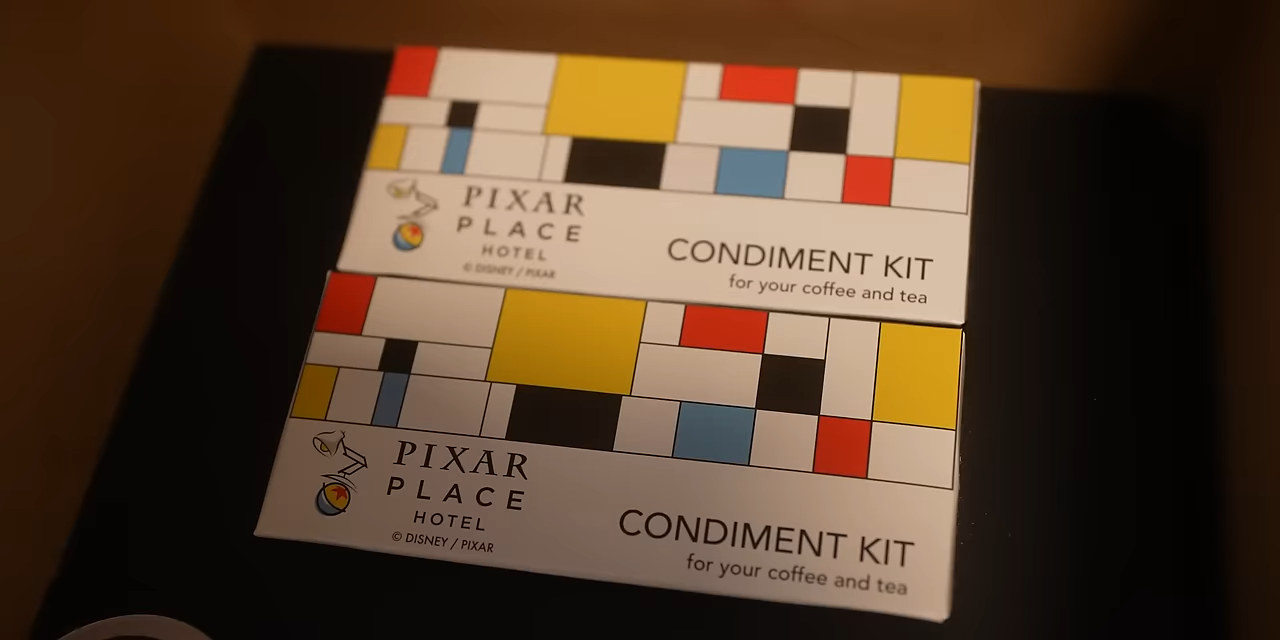 PIXAR
PLACE
HOTEL
© DISNEY / PIXAR
CONDIMENT KIT
for your coffee and tea
PIXAR
PLACE
HOTEL
© DISNEY / PIXAR
CONDIMENT KIT
for your coffee and tea